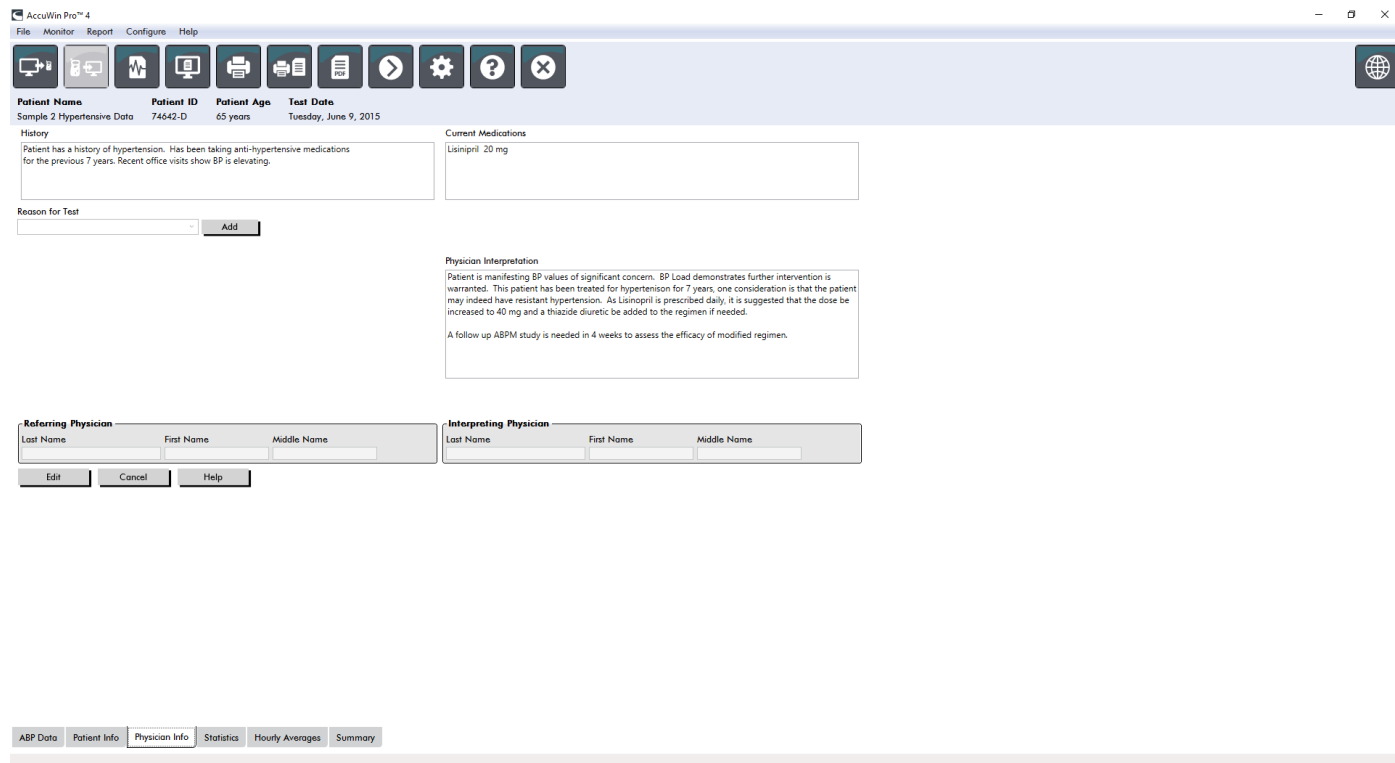 AccuWin Pro™ 4
File Monitor Report Configure Help
PDF
Patient Name Patient ID Patient Age Test Date
Sample 2 Hypertensive Data 74642-D 65 years Tuesday, June 9, 2015
History
Patient has a history of hypertension. Has been taking anti-hypertensive medications
for the previous 7 years. Recent office visits show BP is elevating.
Current Medications
Lisinipril 20 mg
Reason for Test
Add
Physician Interpretation
Patient is manifesting BP values of significant concern. BP Load demonstrates further intervention is
warranted. This patient has been treated for hypertenison for 7 years, one consideration is that the patient
may indeed have resistant hypertension. As Lisinopril is prescribed daily, it is suggested that the dose be
increased to 40 mg and a thiazide diuretic be added to the regimen if needed.
A follow up ABPM study is needed in 4 weeks to assess the efficacy of modified regimen.
Referring Physician
Last Name First Name Middle Name
Interpreting Physician
Last Name First Name Middle Name
Edit Cancel Help
ABP Data Patient Info Physician Info Statistics Hourly Averages Summary